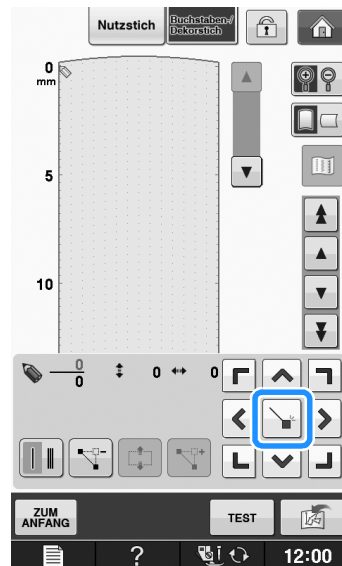 Nutzstich
Buchstaben-/
Dekorstich
0
mm
5
10
0
0
0
0
ZUM
ANFANG
TEST
?
12:00